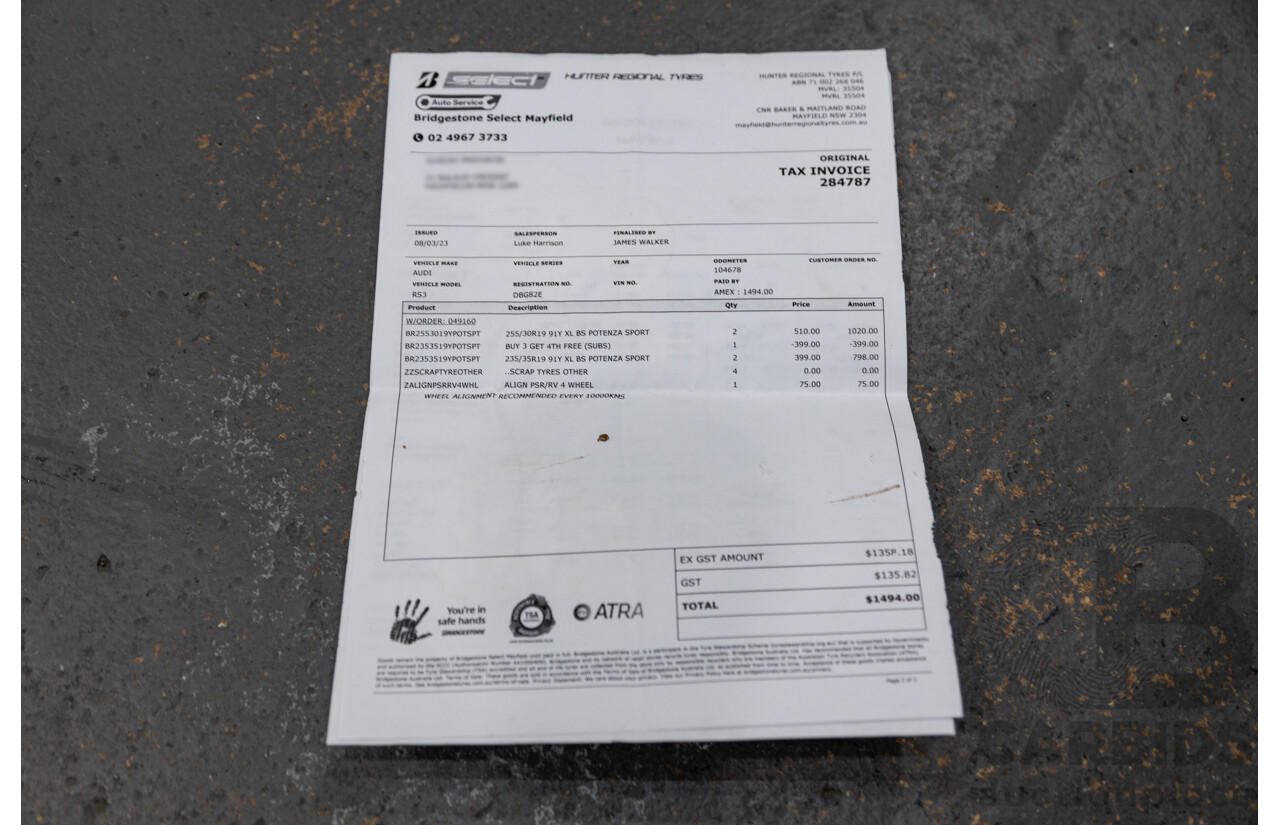 B SELECT HUNTER REGIONAL TYRES
Auto Service
Bridgestone Select Mayfield
02 4967 3733
HUNTER REGIONAL TYRES P/L
ABN 71 002 268 046
MVRL: 35504
MVRL 35504
CNR BAKER & MAITLAND ROAD
MAYFIELD NSW 2304
mayfield@hunterregionaltyres.com.au
ORIGINAL
TAX INVOICE
284787
ISSUED SALESPERSON FINALISED BY
08/03/23 Luke Harrison JAMES WALKER
VEHICLE MAKE VEHICLE SERIES YEAR ODOMETER CUSTOMER ORDER NO.
AUDI 104678
VEHICLE MODEL REGISTRATION NO. VIN NO. PAID BY
RS3 DBG82E AMEX : 1494.00
Product Description Qty Price Amount
W/ORDER: 049160
BR2553019YPOTSPT 255/30R19 91Y XL BS POTENZA SPORT 2 510.00 1020.00
BR2353519YPOTSPT BUY 3 GET 4TH FREE (SUBS) 1 -399.00 -399.00
BR2353519YPOTSPT 235/35R19 91Y XL BS POTENZA SPORT 2 399.00 798.00
ZZSCRAPTYREOTHER ..SCRAP TYRES OTHER 4 0.00 0.00
ZALIGNPSRRV4WHL ALIGN PSR/RV 4 WHEEL 1 75.00 75.00
WHEEL ALIGNMENT RECOMMENDED EVERY 10000KMS
EX GST AMOUNT $1358.18
GST $135.82
TOTAL $1494.00
You're in
safe hands
BRIDGESTONE
TSA
ATRA
Page 1 of 1